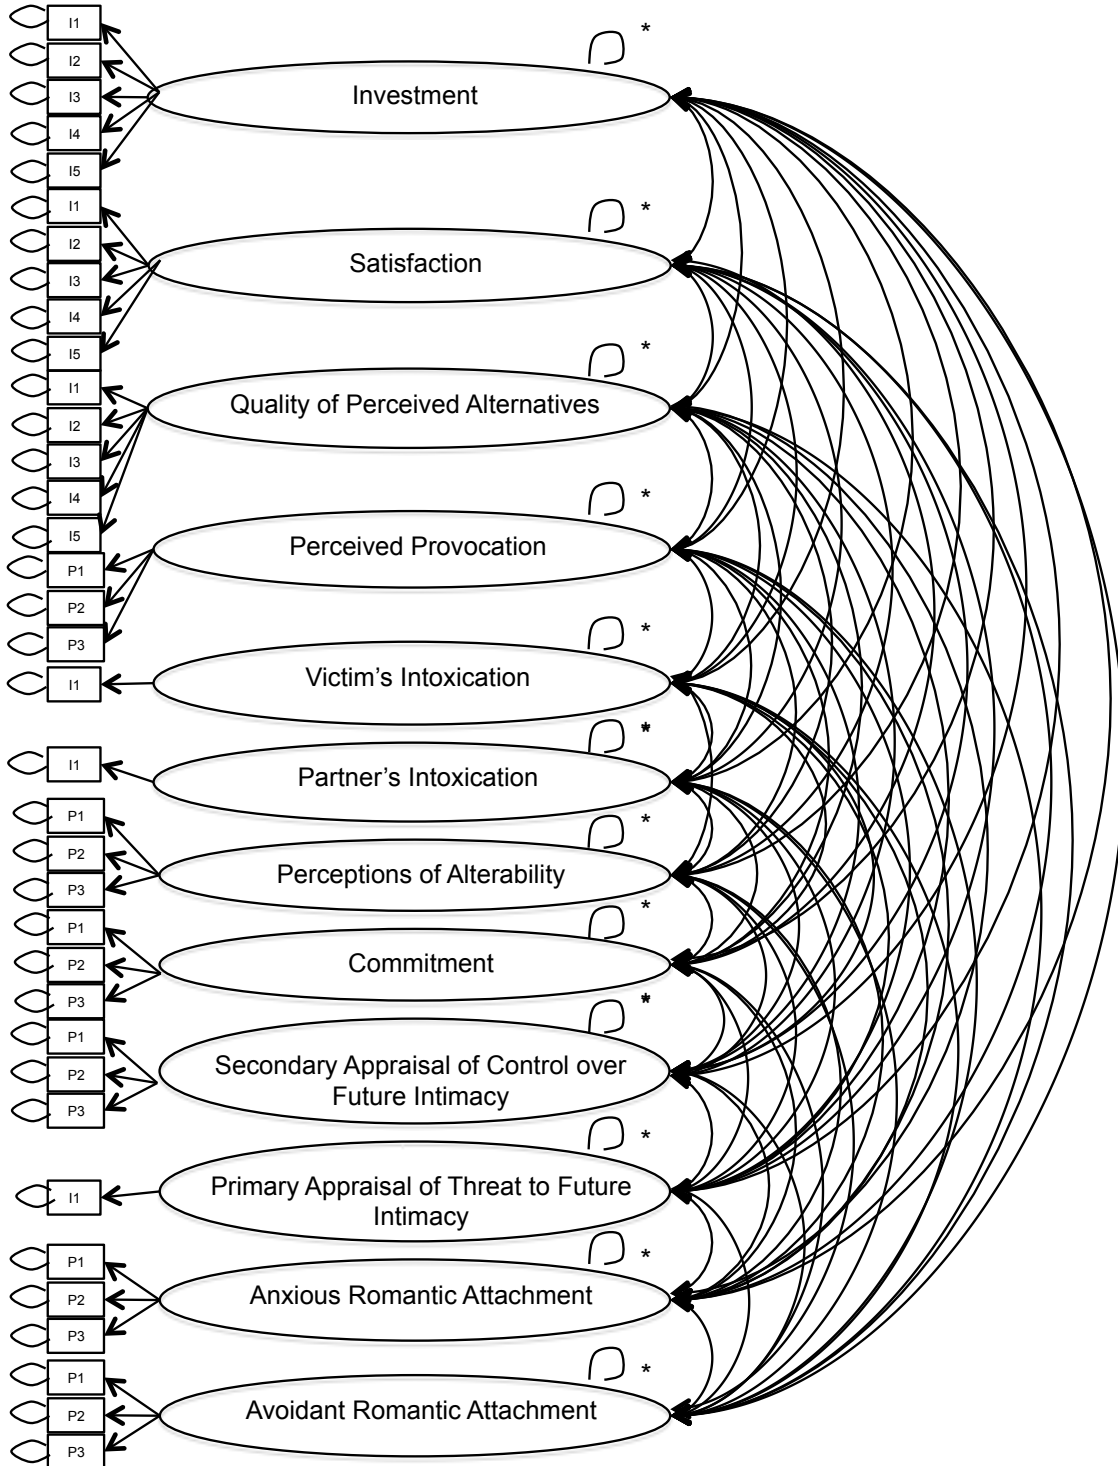 I1
I2
I3
I4
I5
*
Investment
I1
I2
I3
I4
I5
*
Satisfaction
I1
I2
I3
I4
I5
*
Quality of Perceived Alternatives
P1
P2
P3
*
Perceived Provocation
I1
*
Victim's Intoxication
I1
*
Partner's Intoxication
P1
P2
P3
*
Perceptions of Alterability
P1
P2
P3
*
Commitment
P1
P2
P3
*
Secondary Appraisal of Control over
Future Intimacy
I1
*
Primary Appraisal of Threat to Future
Intimacy
P1
P2
P3
*
Anxious Romantic Attachment
P1
P2
P3
*
Avoidant Romantic Attachment